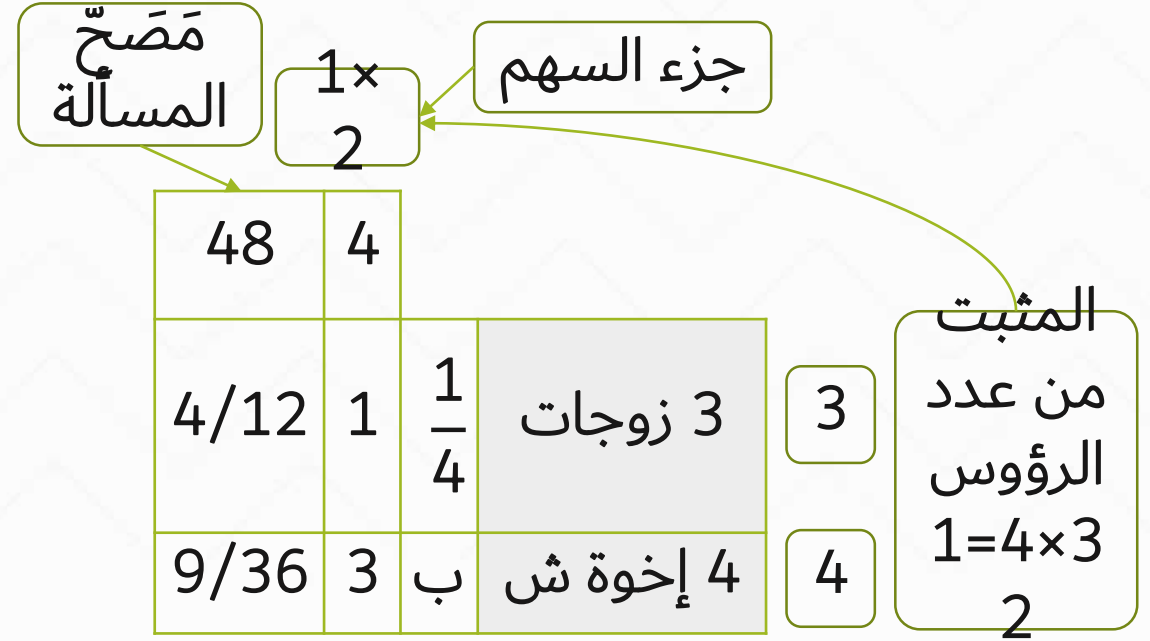 مَصَحّ
المسألة
1×
2
جزء السهم
4
48
3
3 زوجات
1
4
1
4/12
4
4 إخوة ش
ب
3
9/36
المثبت
من عدد
الرؤوس
3×4=1
2